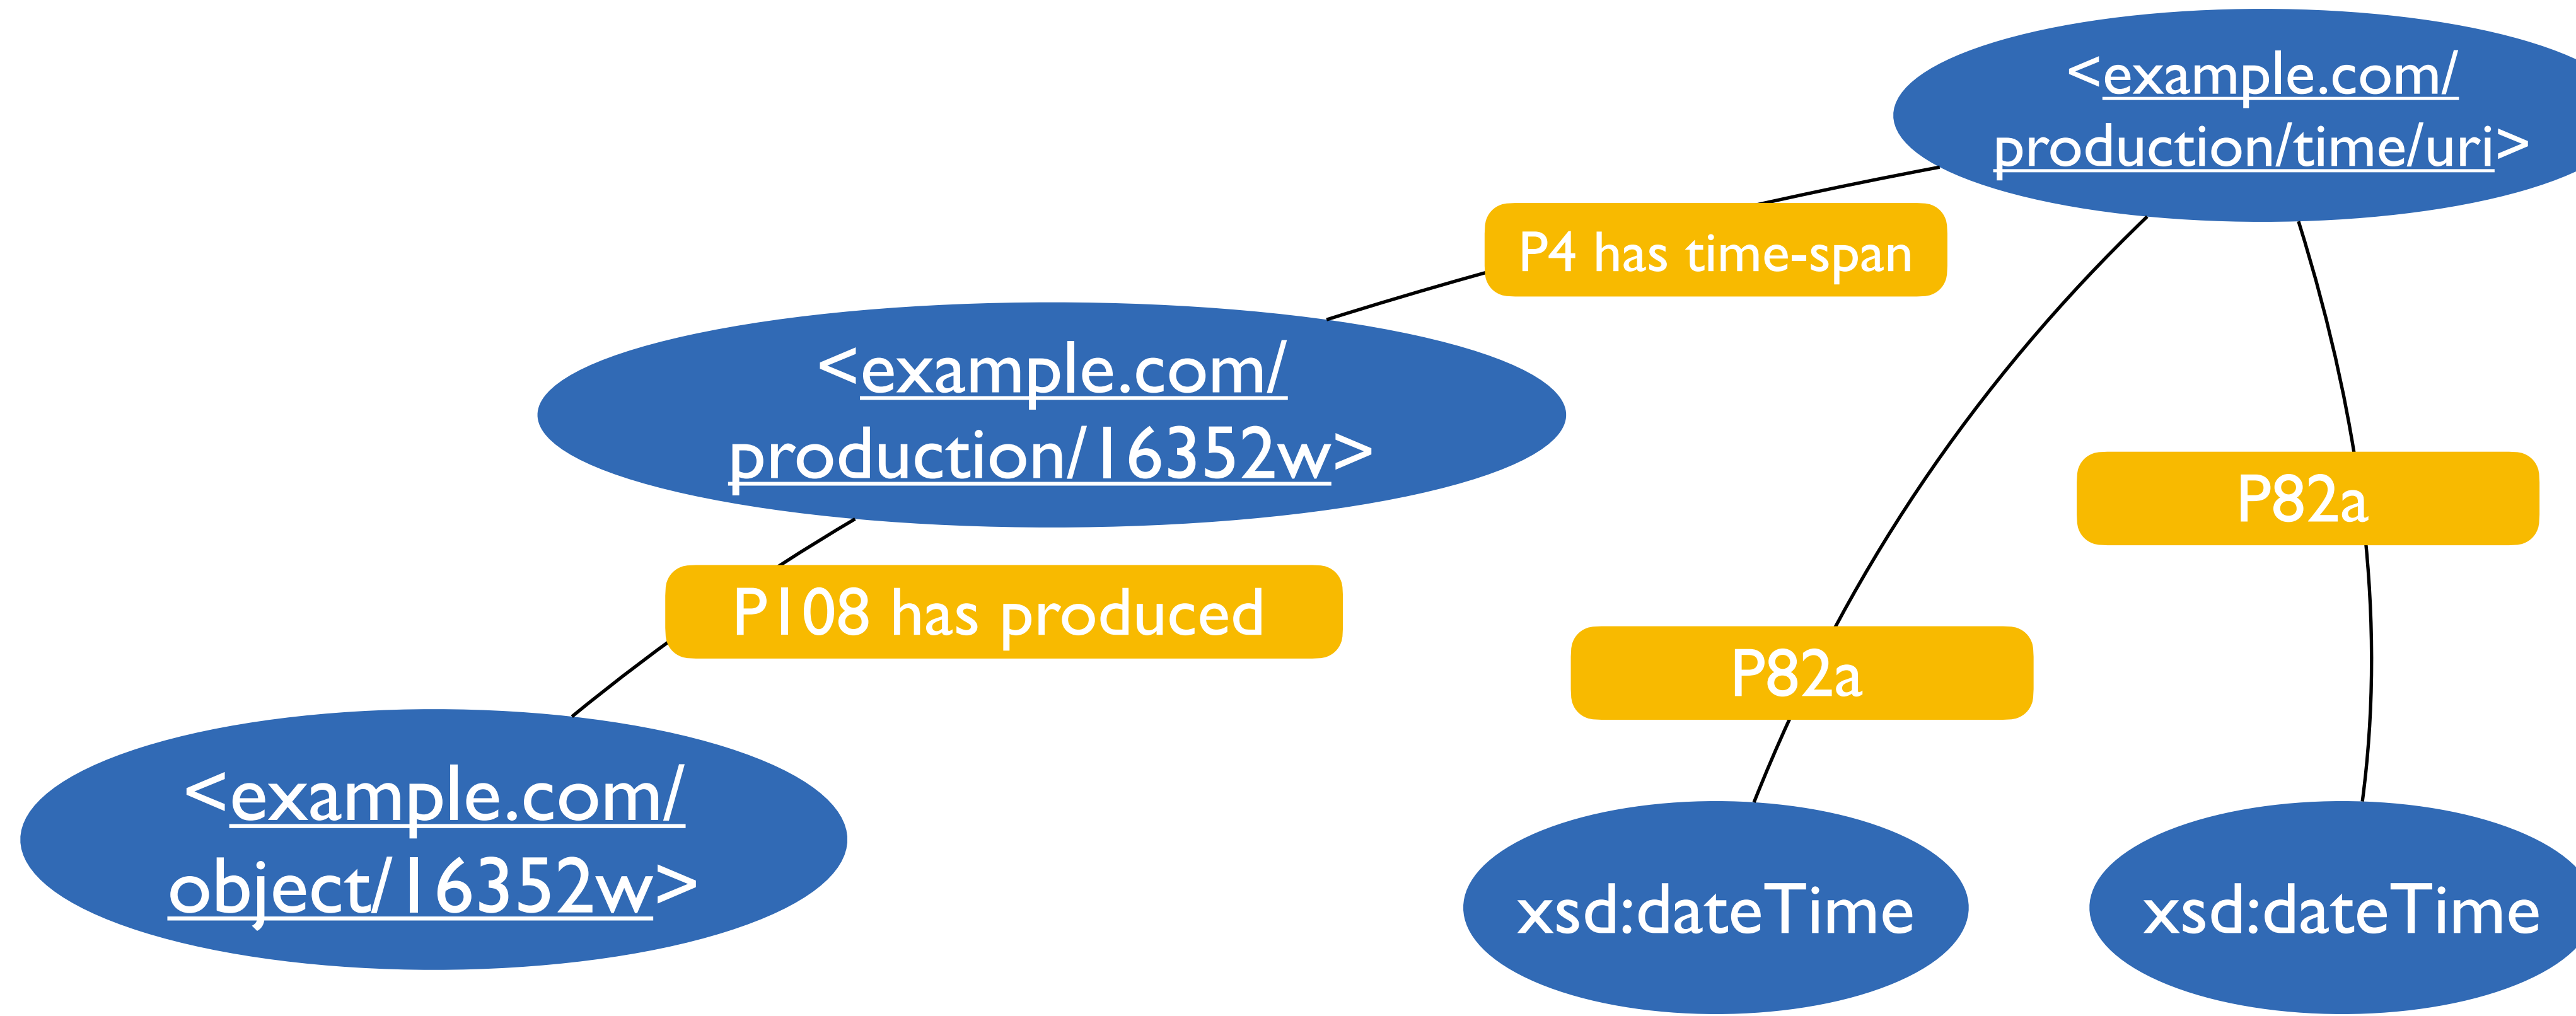 <example.com/
production/time/uri>
P4 has time-span
<example.com/
production/16352w>
P82a
P108 has produced
P82a
<example.com/
object/16352w>
xsd:dateTime
xsd:dateTime